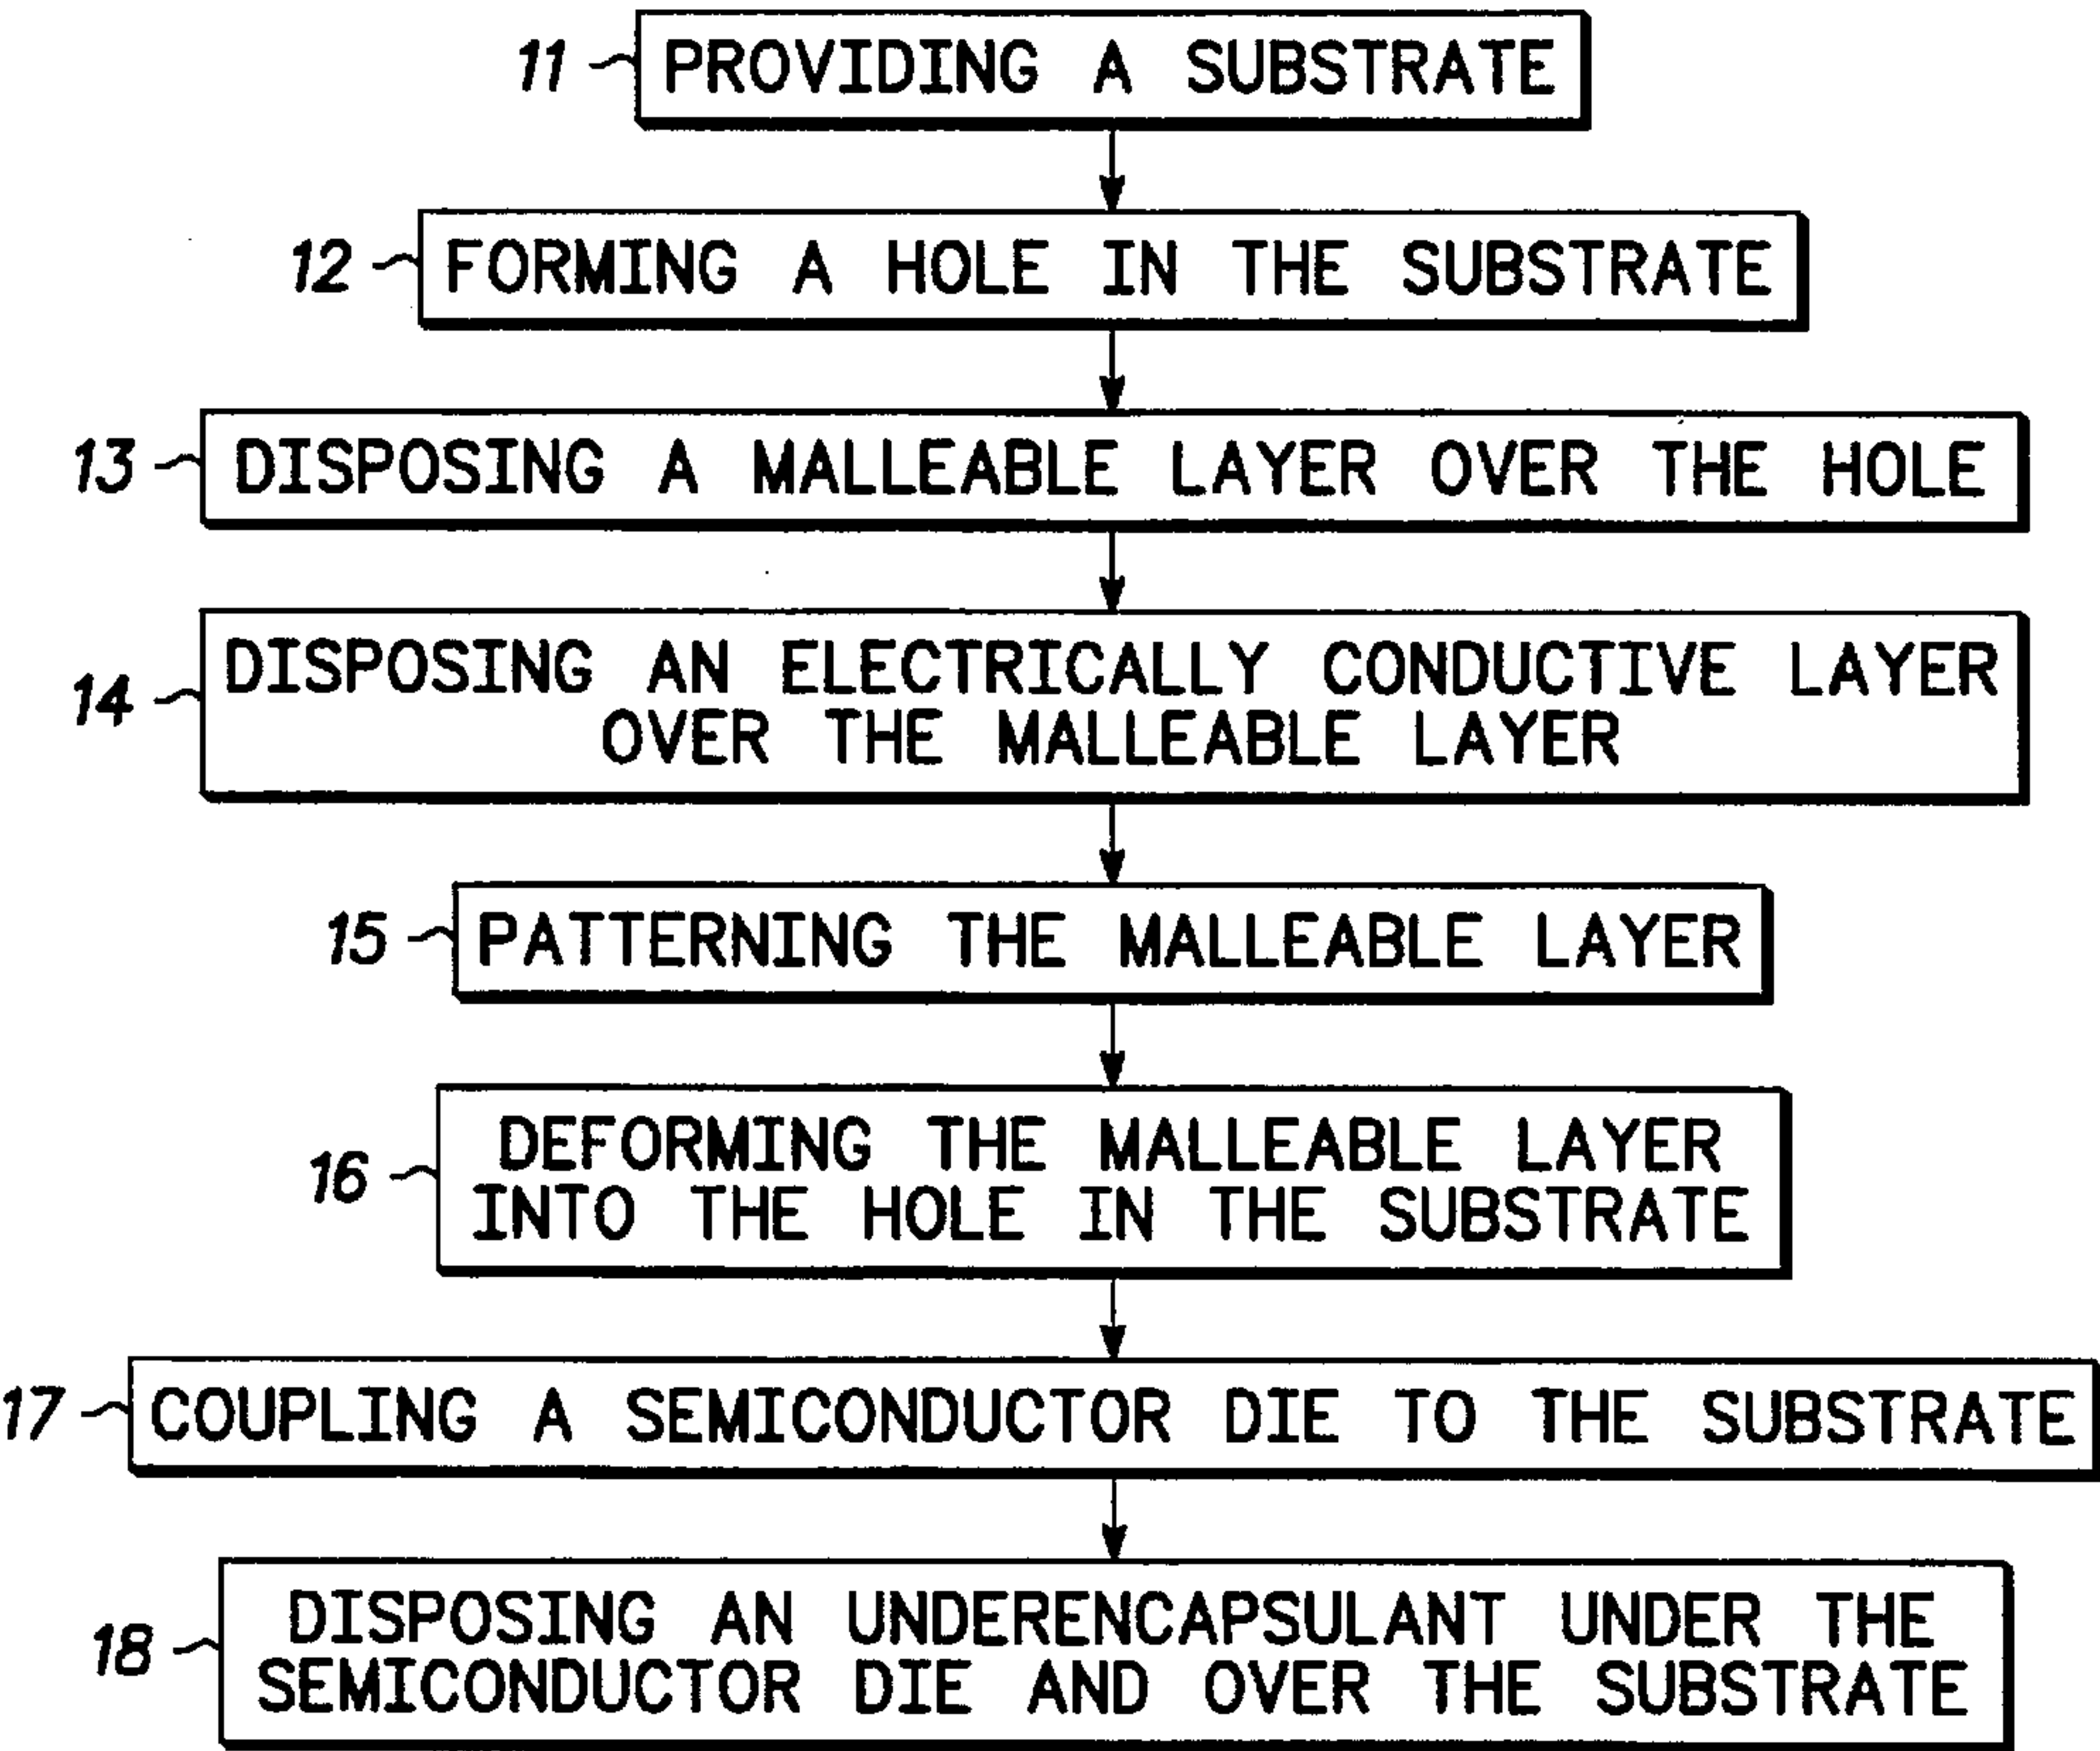 11 PROVIDING A SUBSTRATE
12 FORMING A HOLE IN THE SUBSTRATE
13 DISPOSING A MALLEABLE LAYER OVER THE HOLE
14 DISPOSING AN ELECTRICALLY CONDUCTIVE LAYER
OVER THE MALLEABLE LAYER
15 PATTERNING THE MALLEABLE LAYER
16 DEFORMING THE MALLEABLE LAYER
INTO THE HOLE IN THE SUBSTRATE
17 COUPLING A SEMICONDUCTOR DIE TO THE SUBSTRATE
18 DISPOSING AN UNDERENCAPSULANT UNDER THE
SEMICONDUCTOR DIE AND OVER THE SUBSTRATE